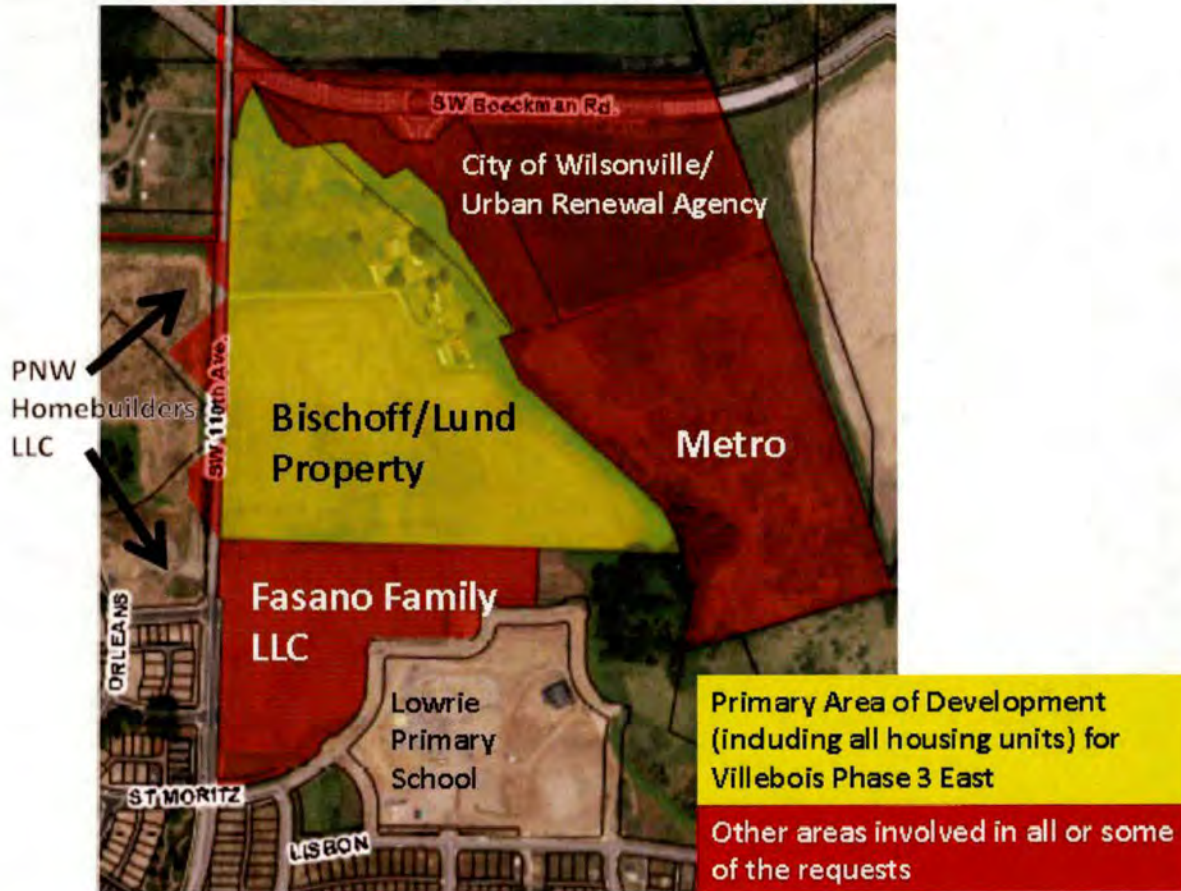 SW Boeckman Rd.
City of Wilsonville/
Urban Renewal Agency
PNW
Homebuilders
LLC
SW 110th Ave.
Bischoff/Lund
Property
Metro
Fasano Family
LLC
ORLEANS
Lowrie
Primary
School
ST MORITZ
LISBON
Primary Area of Development
(including all housing units) for
Villebois Phase 3 East
Other areas involved in all or some
of the requests